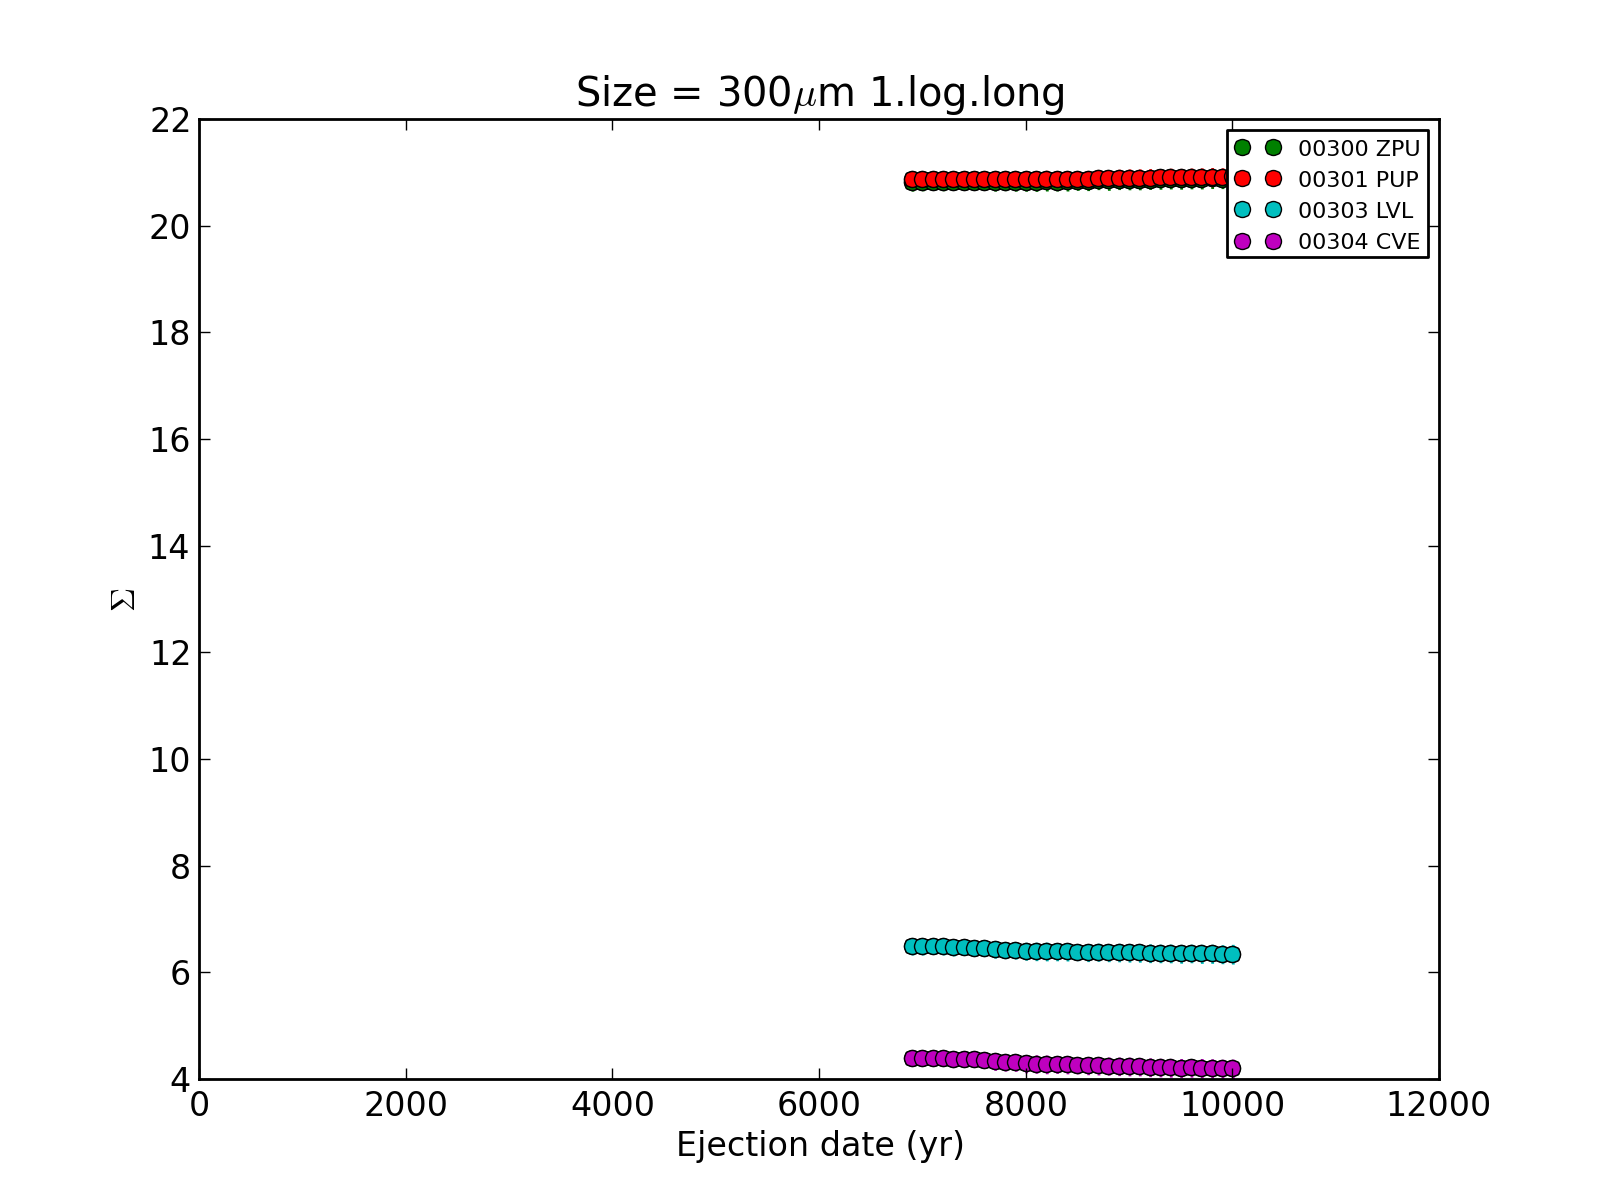 Size = 300μm 1.log.long
22
20
18
16
14
12
10
8
6
4
Σ
00300 ZPU
00301 PUP
00303 LVL
00304 CVE
0 2000 4000 6000 8000 10000 12000
Ejection date (yr)